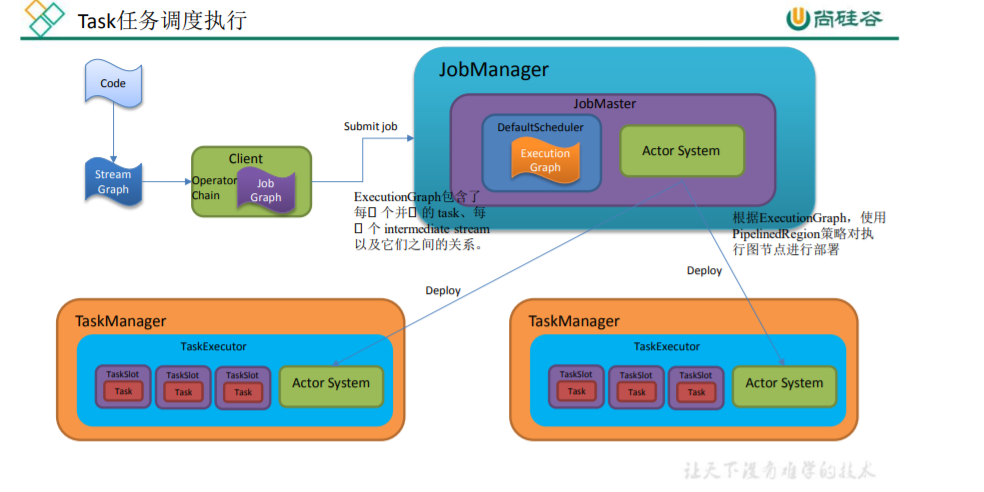 Task任务调度执行
尚硅谷
Code
Stream
Graph
Client
Operator
Chain
Job
Graph
Submit job
JobManager
JobMaster
DefaultScheduler
Execution
Graph
Actor System
ExecutionGraph包含了
每 个并 的 task、每
个 intermediate stream
以及它们之间的关系。
根据ExecutionGraph，使用
PipelinedRegion策略对执
行图节点进行部署
Deploy
Deploy
TaskManager
TaskExecutor
TaskSlot
Task
TaskSlot
Task
TaskSlot
Task
Actor System
TaskManager
TaskExecutor
TaskSlot
Task
TaskSlot
Task
TaskSlot
Task
Actor System
让天下没有难学的技术